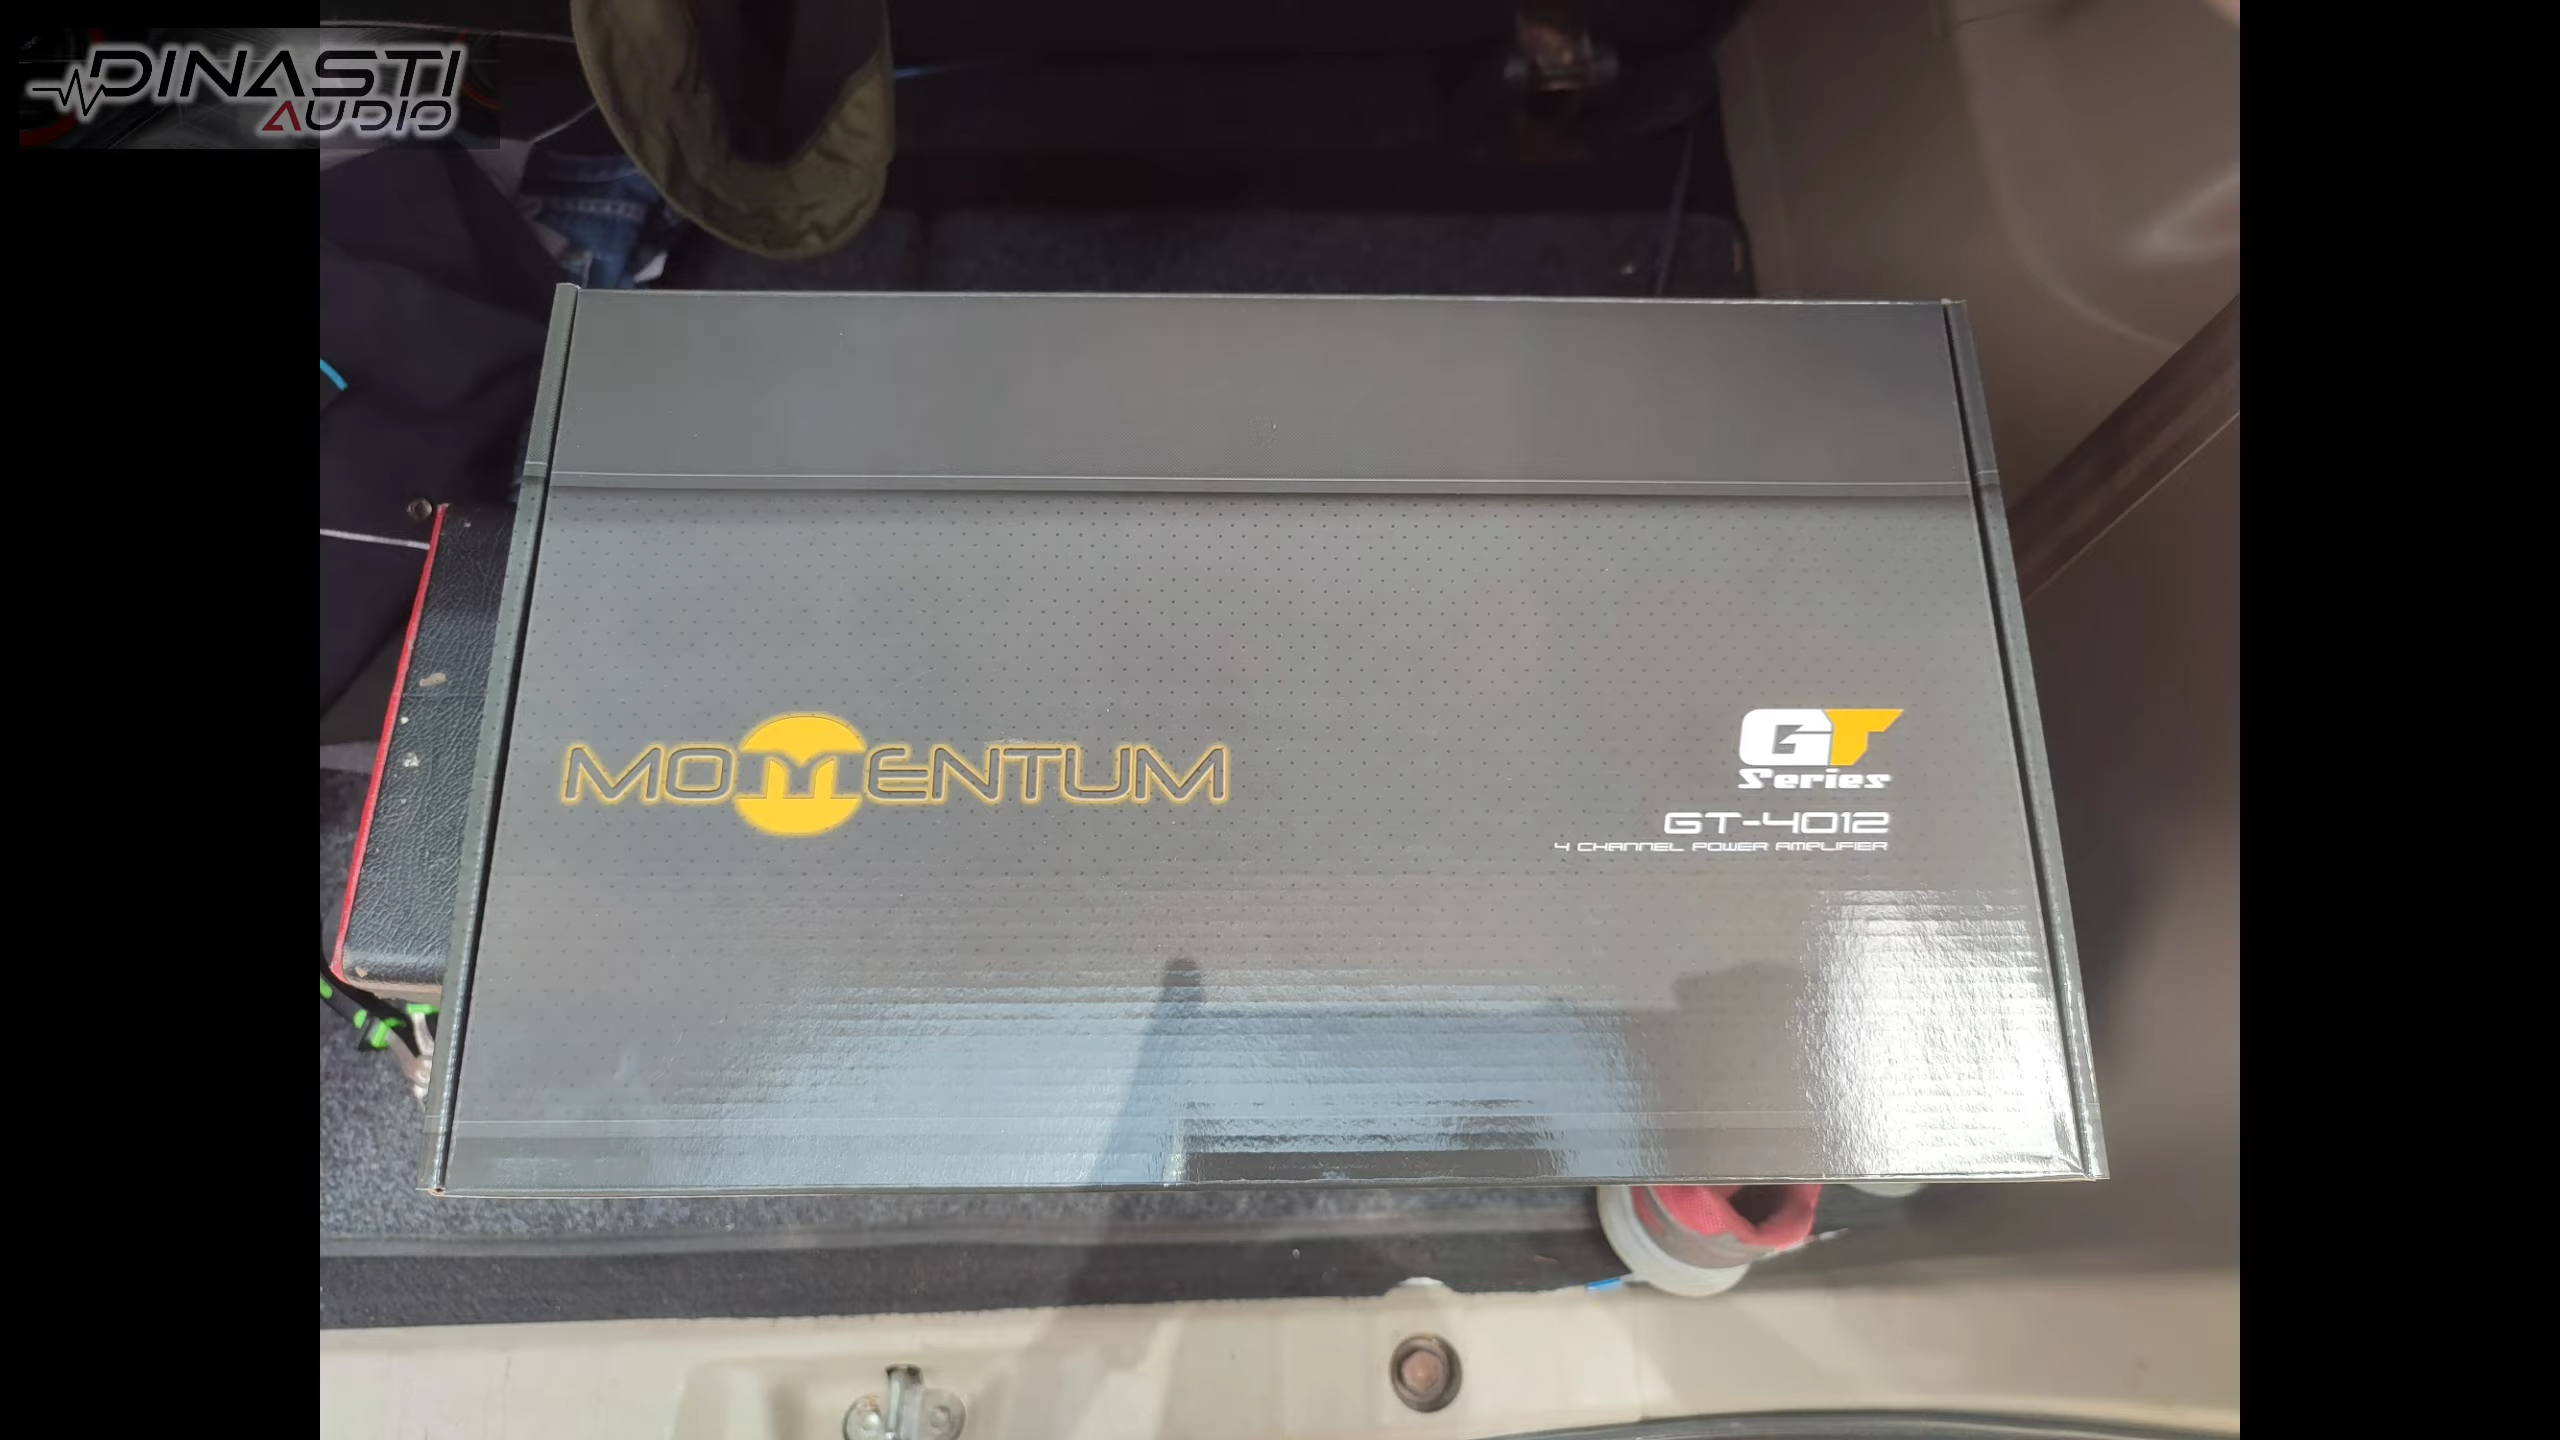 DINASTI
AUDIO
MOMENTUM
GT
Series
GT-4012
4 CHANNEL POWER AMPLIFIER